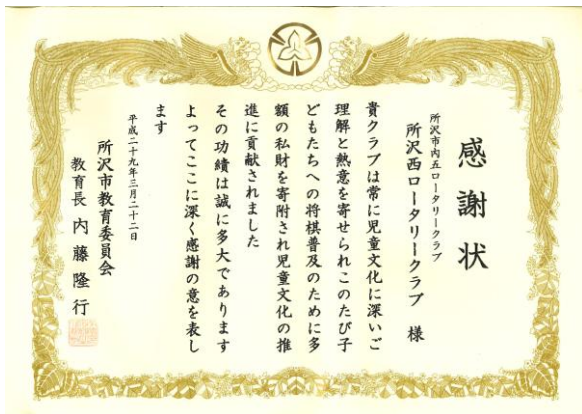 感謝状
所沢市内五ロータリークラブ
所沢西ロータリークラブ 様
貴クラブは常に児童文化に深いご
理解と熱意を寄せられこのたび子
どもたちへの将棋普及のために多
額の私財を寄附され児童文化の推
進に貢献されました
その功績は誠に多大であります
よってここに深く感謝の意を表し
ます
平成二十九年三月二十二日
所沢市教育委員会
教育長 内藤隆行